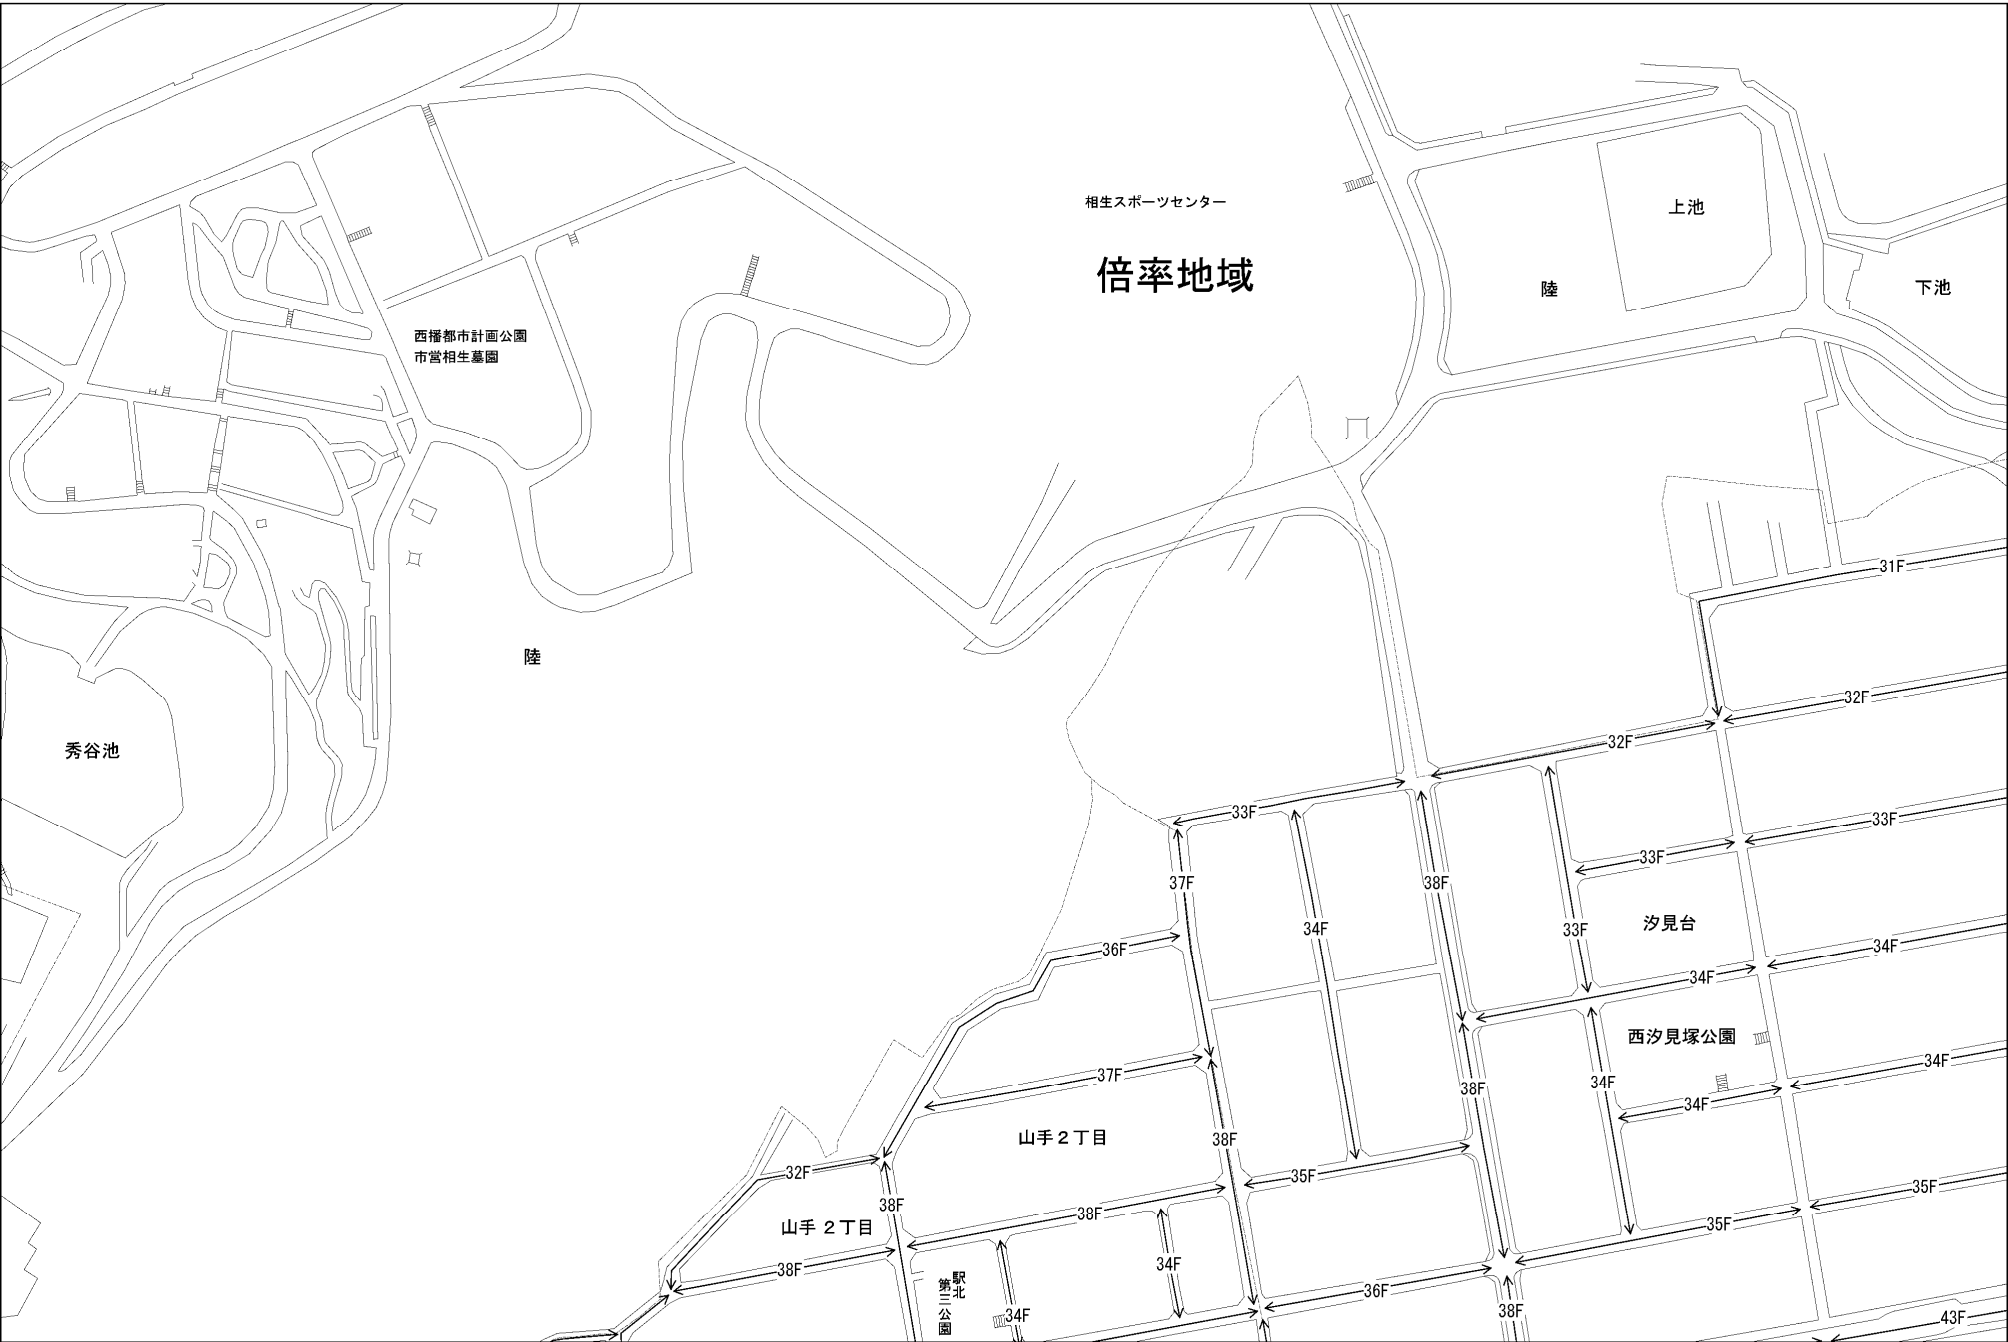 相生スポーツセンター
上池
倍率地域
陸
下池
西播都市計画公園
市営相生墓園
31F
陸
32F
秀谷池
32F
33F
33F
33F
37F
38F
34F
33F
汐見台
36F
34F
34F
西汐見塚公園
34F
37F
34F
38F
34F
山手2丁目
38F
32F
35F
35F
38F
38F
山手 2丁目
35F
34F
38F
駅北
第三公園
36F
38F
34F
43F